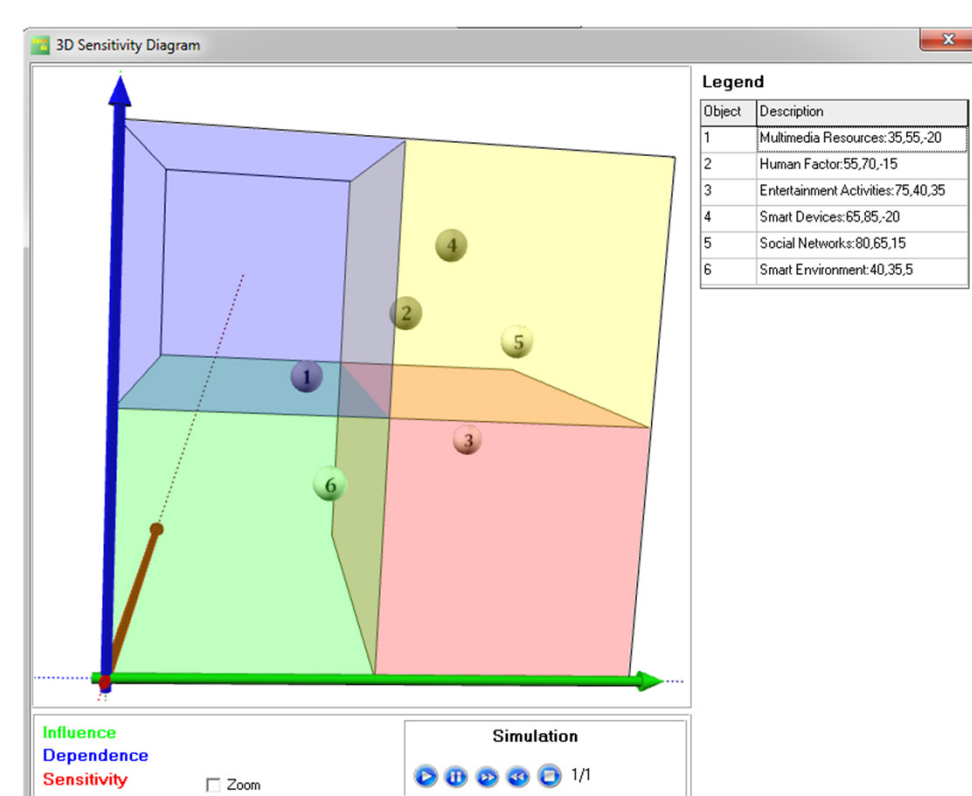 3D Sensitivity Diagram
Legend
Object Description
1 Multimedia Resources:35,55,-20
2 Human Factor:55,70,-15
3 Entertainment Activities:75,40,35
4 Smart Devices:65,85,-20
5 Social Networks:80,65,15
6 Smart Environment:40,35,5
4
2
5
1
3
6
Influence
Dependence
Sensitivity
Zoom
Simulation
1/1